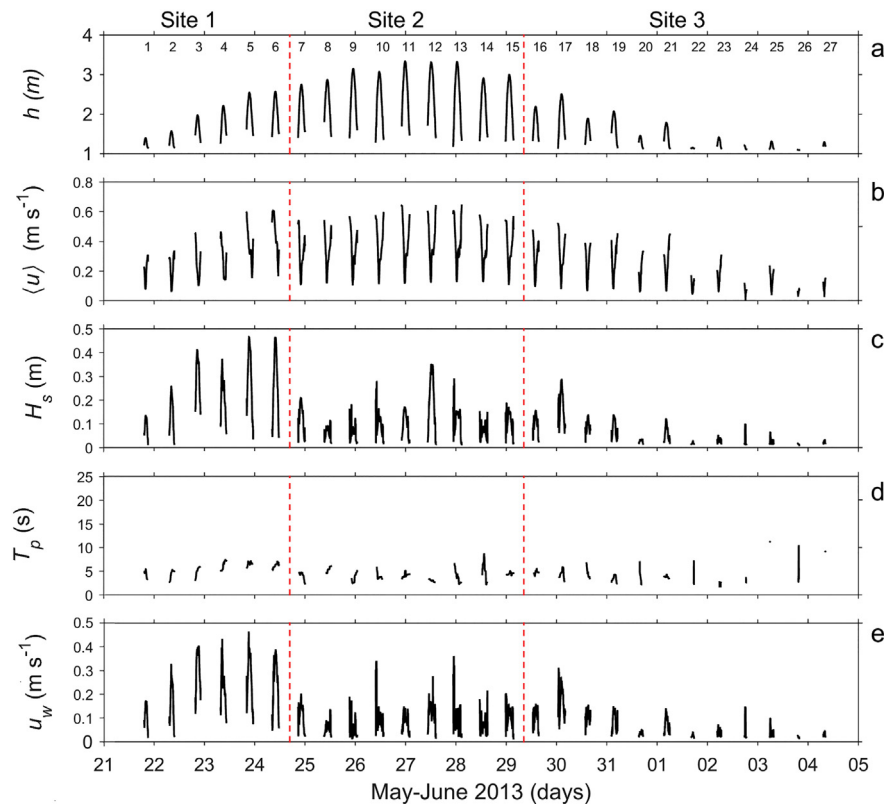 Site 1 Site 2 Site 3
4 1 2 3 4 5 6 7 8 9 10 11 12 13 14 15 16 17 18 19 20 21 22 23 24 25 26 27 a
3
h (m)
2
1
0.8 b
0.6
⟨u⟩ (m s⁻¹)
0.4
0.2
0
0.5 c
0.4
0.3
Hₛ (m)
0.2
0.1
0
25 d
20
15
Tₚ (s)
10
5
0
0.5 e
0.4
0.3
u_w (m s⁻¹)
0.2
0.1
0
21 22 23 24 25 26 27 28 29 30 31 01 02 03 04 05
May-June 2013 (days)